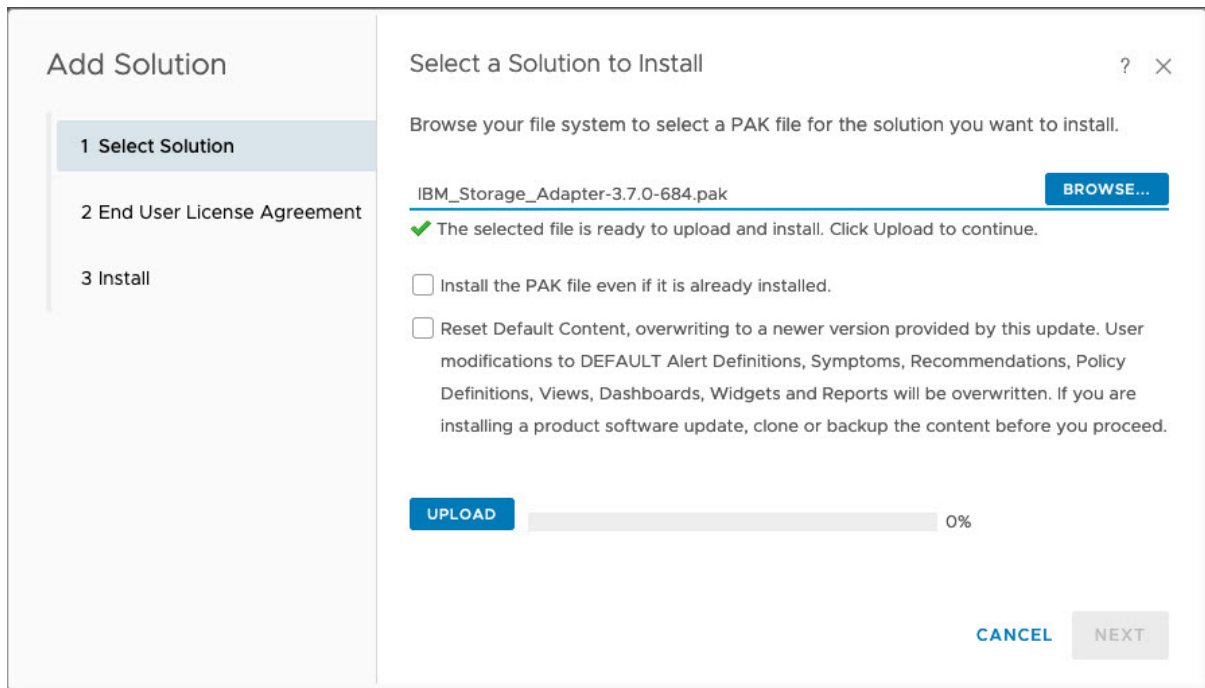 Add Solution
1 Select Solution
2 End User License Agreement
3 Install
Select a Solution to Install
?
Browse your file system to select a PAK file for the solution you want to install.
IBM_Storage_Adapter-3.7.0-684.pak
BROWSE...
The selected file is ready to upload and install. Click Upload to continue.
Install the PAK file even if it is already installed.
Reset Default Content, overwriting to a newer version provided by this update. User
modifications to DEFAULT Alert Definitions, Symptoms, Recommendations, Policy
Definitions, Views, Dashboards, Widgets and Reports will be overwritten. If you are
installing a product software update, clone or backup the content before you proceed.
UPLOAD
0%
CANCEL
NEXT